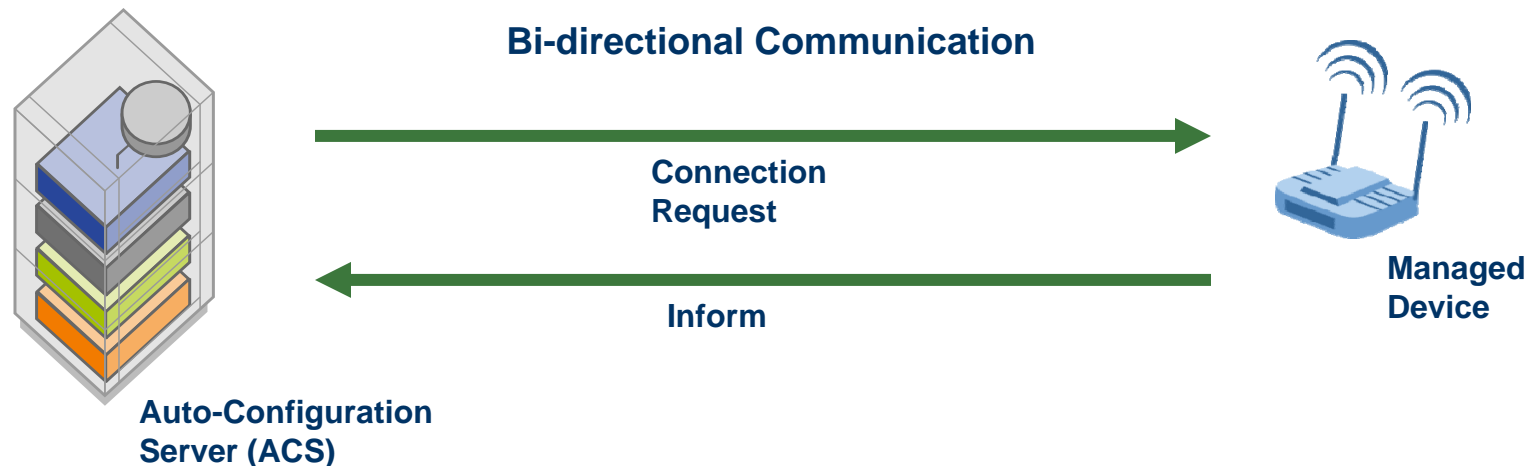 Bi-directional Communication
Connection
Request
Managed
Device
Inform
Auto-Configuration
Server (ACS)